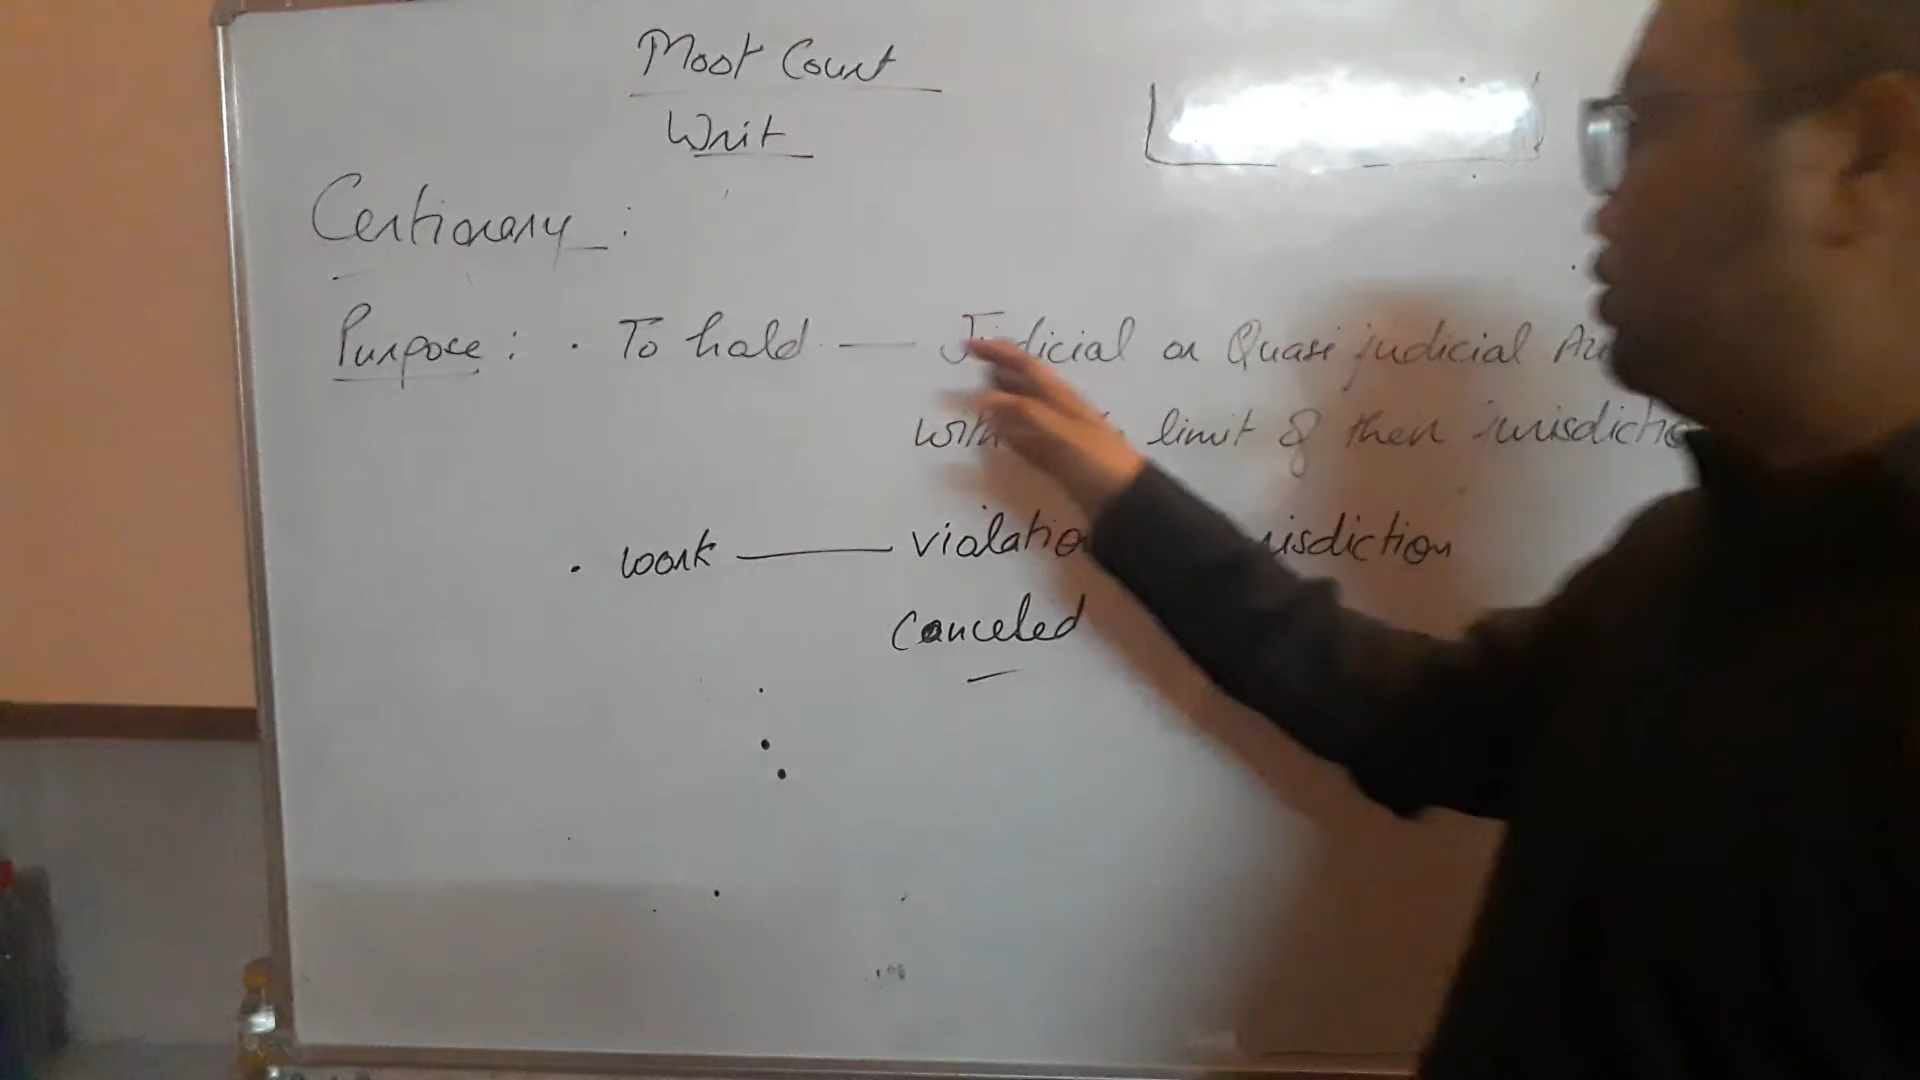 Moot Court
Writ
Certiorary :
Purpose : · To hold — Judicial or Quasi judicial
limit of their jurisdiction
· work — violation
canceled